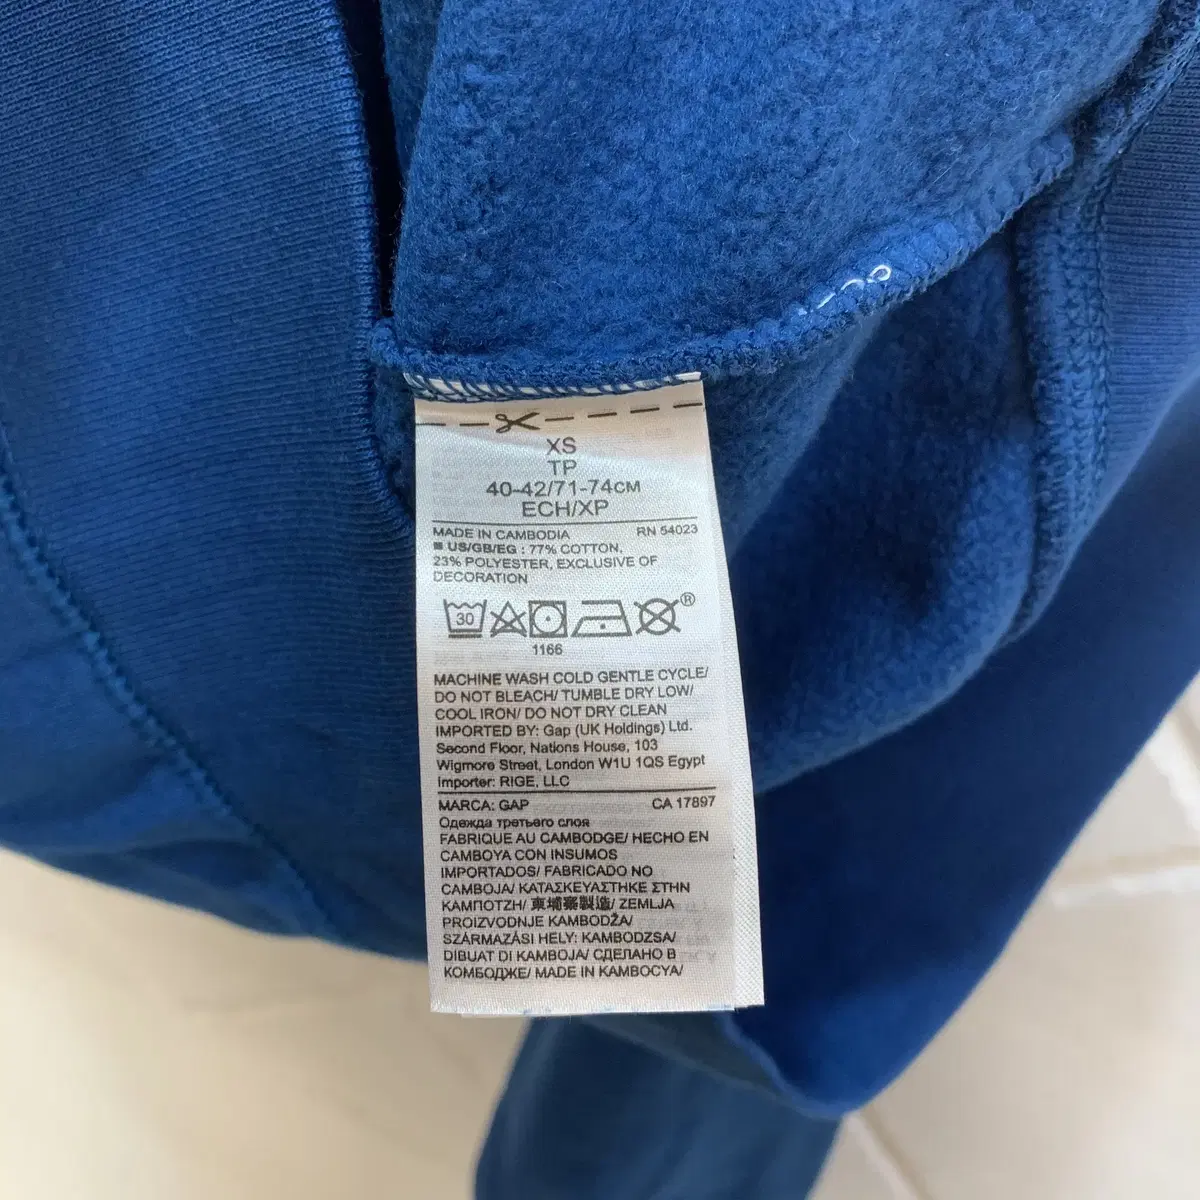 XS
TP
40-42/71-74СМ
ECH/XP
MADE IN CAMBODIA RN 54023
US/GB/EG : 77% COTTON,
23% POLYESTER, EXCLUSIVE OF
DECORATION
30 ®
1166
MACHINE WASH COLD GENTLE CYCLE/
DO NOT BLEACH/ TUMBLE DRY LOW/
COOL IRON/ DO NOT DRY CLEAN
IMPORTED BY: Gap (UK Holdings) Ltd.
Second Floor, Nations House, 103
Wigmore Street, London W1U 1QS Egypt
Importer: RIGE, LLC
MARCA: GAP CA 17897
Одежда третьего слоя
FABRIQUE AU CAMBODGE/ HECHO EN
CAMBOYA CON INSUMOS
IMPORTADOS/ FABRICADO NO
CAMBOJA/ ΚΑΤΑΣΚΕΥΑΣΤΗΚΕ ΣΤΗΝ
ΚΑΜΠΟΤΖΗ/ 柬埔寨製造/ ZEMLJA
PROIZVODNJE KAMBODŽA/
SZÁRMAZÁSI HELY: KAMBODZSA/
DIBUAT DI KAMBOJA/ СДЕЛАНО В
КОМБОДЖЕ/ MADE IN KAMBOCYA/